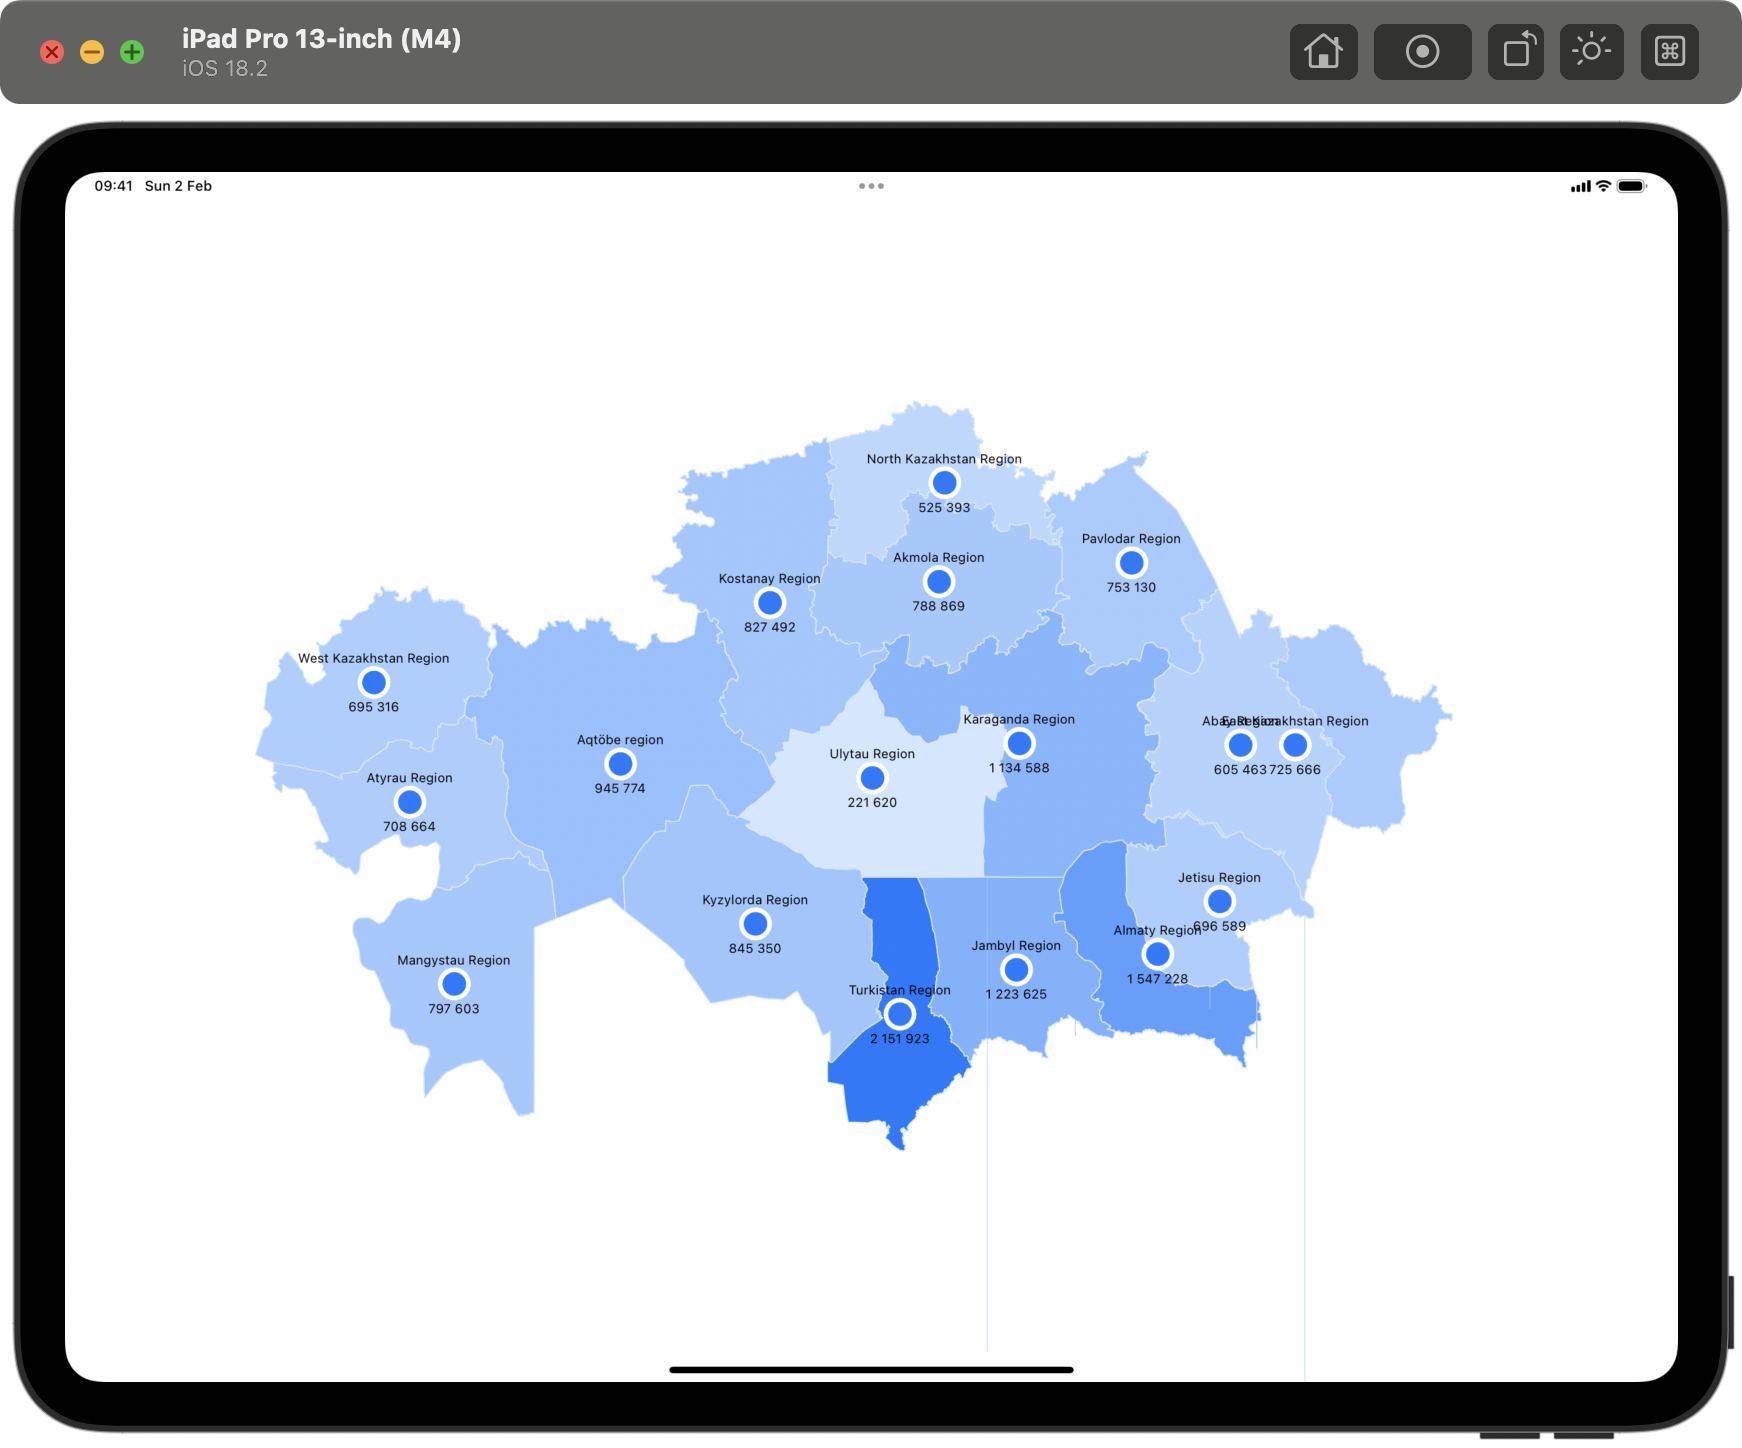 iPad Pro 13-inch (M4)
iOS 18.2
09:41 Sun 2 Feb
North Kazakhstan Region
525 393
Pavlodar Region
753 130
Akmola Region
788 869
Kostanay Region
827 492
West Kazakhstan Region
695 316
Karaganda Region
1 134 588
Abay Region
605 463
East Kazakhstan Region
725 666
Aqtöbe region
945 774
Ulytau Region
221 620
Atyrau Region
708 664
Jetisu Region
696 589
Kyzylorda Region
845 350
Almaty Region
1 547 228
Jambyl Region
1 223 625
Mangystau Region
797 603
Turkistan Region
2 151 923